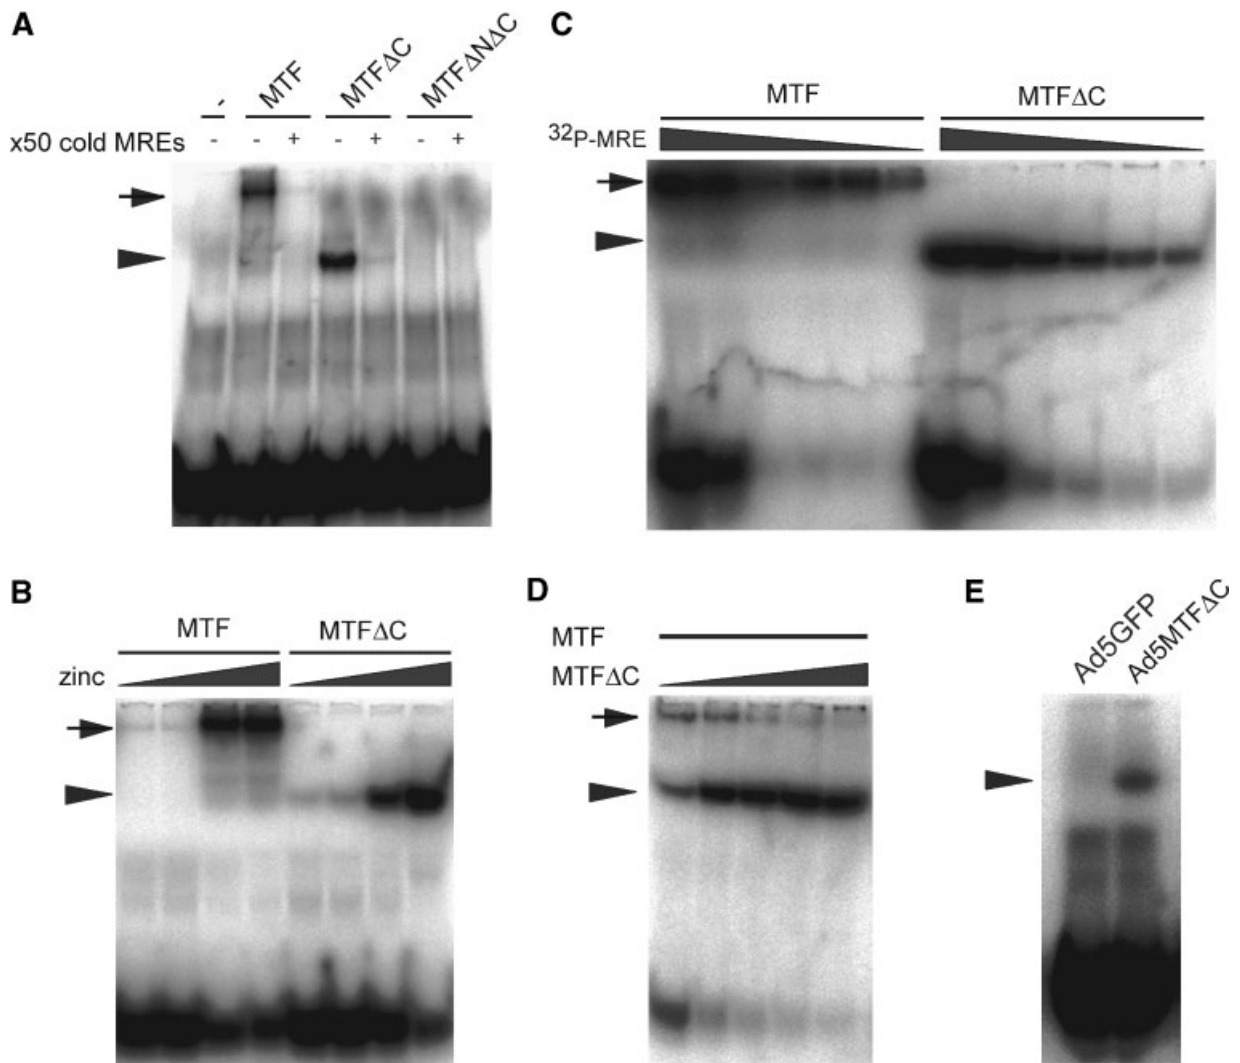 A
- MTF MTFΔC MTFΔNΔC
x50 cold MREs - - + - + - +
C
MTF MTFΔC
³²P-MRE
B
MTF MTFΔC
zinc
D
MTF
MTFΔC
E
Ad5GFP Ad5MTFΔC